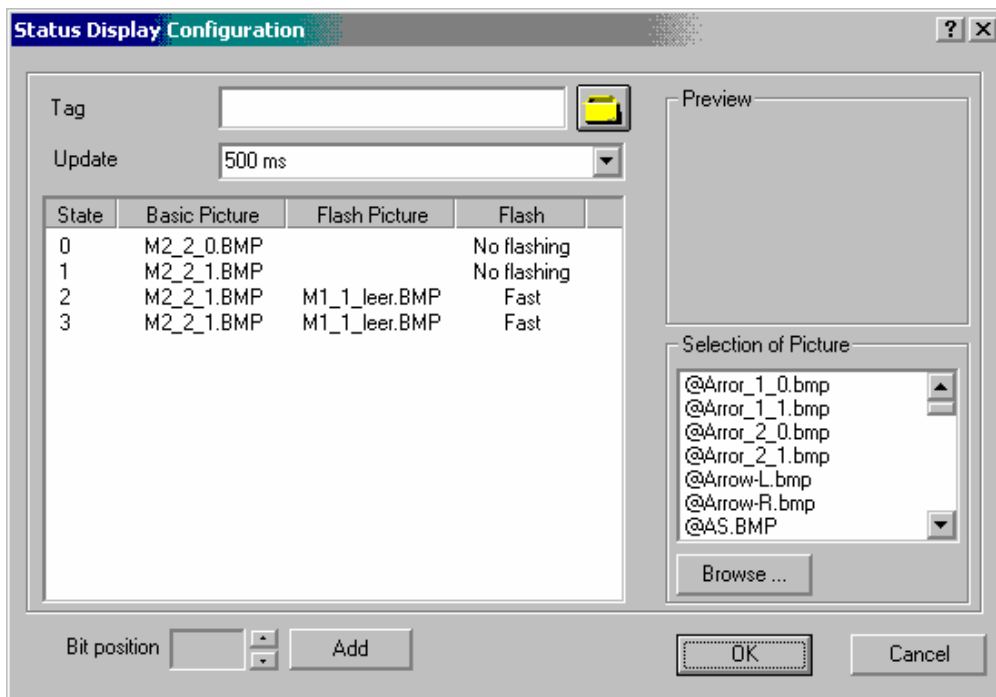 Status Display Configuration
Tag
Update 500 ms
State Basic Picture Flash Picture Flash
0 M2_2_0.BMP No flashing
1 M2_2_1.BMP No flashing
2 M2_2_1.BMP M1_1_leer.BMP Fast
3 M2_2_1.BMP M1_1_leer.BMP Fast
Preview
Selection of Picture
@Arror_1_0.bmp
@Arror_1_1.bmp
@Arror_2_0.bmp
@Arror_2_1.bmp
@Arrow-L.bmp
@Arrow-R.bmp
@AS.BMP
Browse ...
Bit position Add OK Cancel